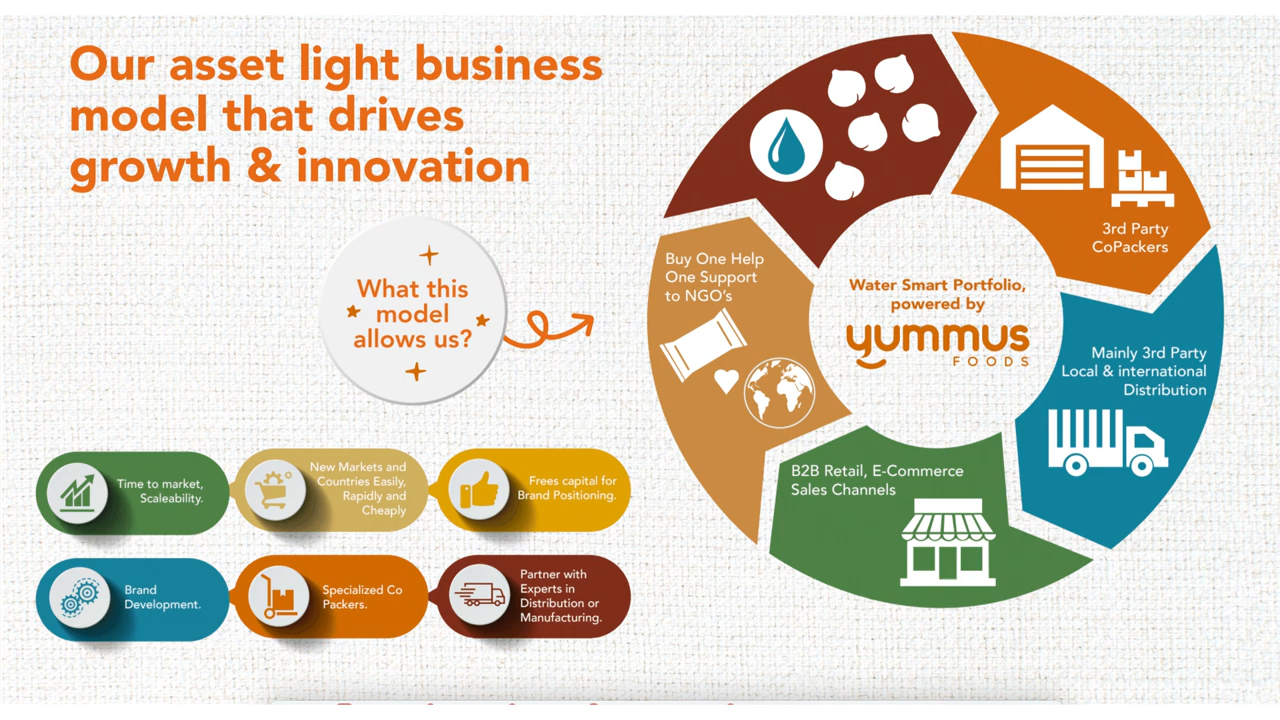 Our asset light business
model that drives
growth & innovation
What this
model
allows us?
Time to market,
Scaleability.
New Markets and
Countries Easily,
Rapidly and
Cheaply
Frees capital for
Brand Positioning.
Brand
Development.
Specialized Co
Packers.
Partner with
Experts in
Distribution or
Manufacturing.
3rd Party
CoPackers
Mainly 3rd Party
Local & international
Distribution
B2B Retail, E-Commerce
Sales Channels
Buy One Help
One Support
to NGO's
Water Smart Portfolio,
powered by
yummus
FOODS